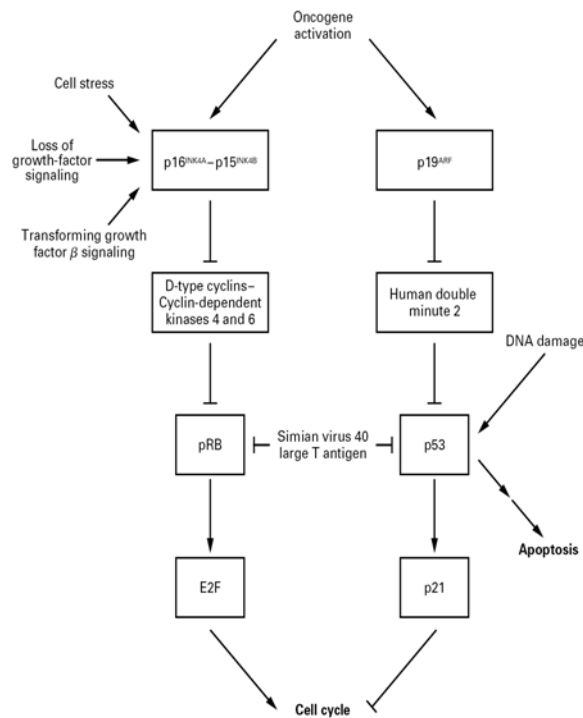 Oncogene
activation
Cell stress
Loss of
growth-factor
signaling
Transforming growth
factor β signaling
p16INK4A–p15INK4B
p19ARF
D-type cyclins–
Cyclin-dependent
kinases 4 and 6
Human double
minute 2
DNA damage
pRB
Simian virus 40
large T antigen
p53
Apoptosis
E2F
p21
Cell cycle